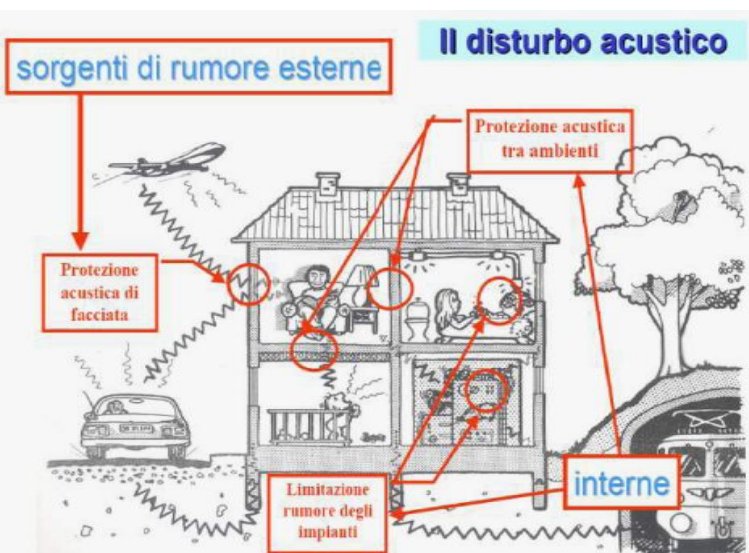 Il disturbo acustico
sorgenti di rumore esterne
Protezione acustica
tra ambienti
Protezione
acustica di
facciata
Limitazione
rumore degli
impianti
interne